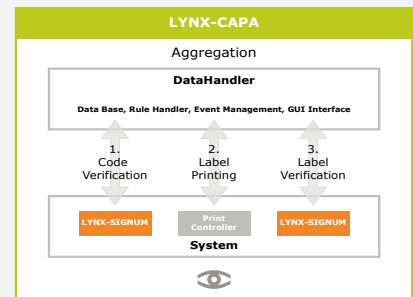 LYNX-CAPA
Aggregation
DataHandler
Data Base, Rule Handler, Event Management, GUI Interface
1.
Code
Verification
2.
Label
Printing
3.
Label
Verification
LYNX-SIGNUM
Print
Controller
LYNX-SIGNUM
System